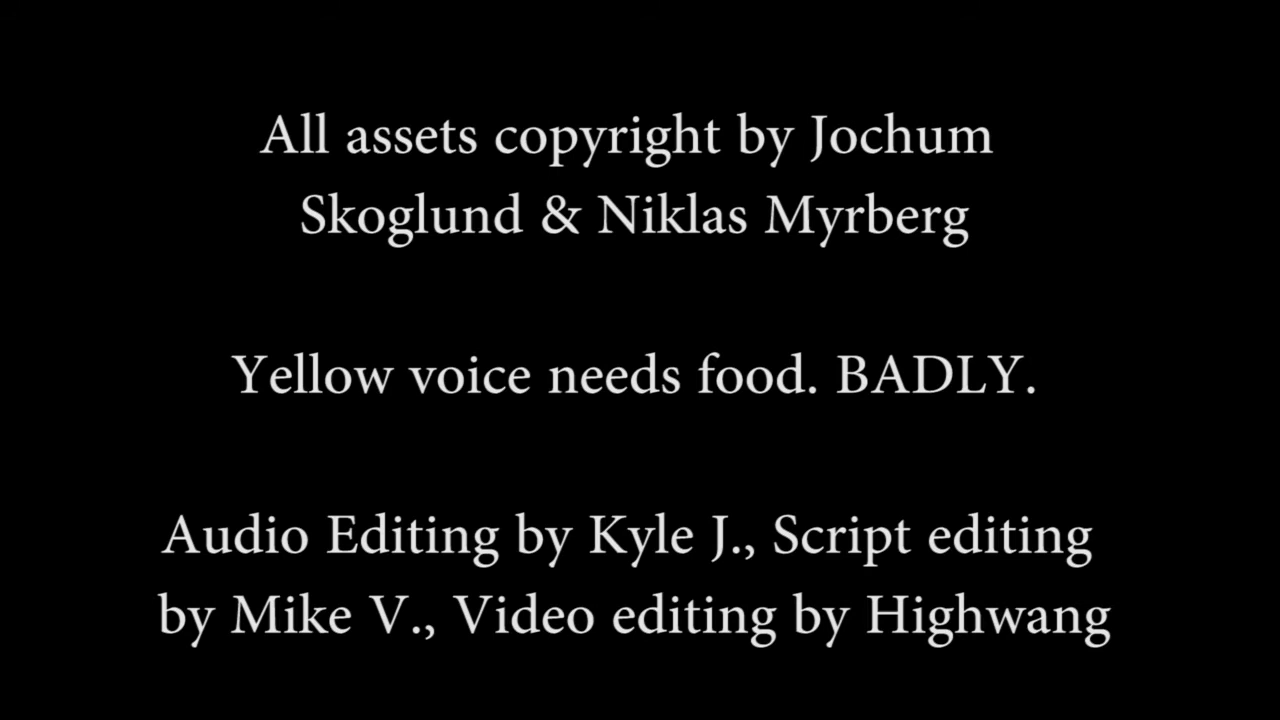 All assets copyright by Jochum
Skoglund & Niklas Myrberg
Yellow voice needs food. BADLY.
Audio Editing by Kyle J., Script editing
by Mike V., Video editing by Highwang